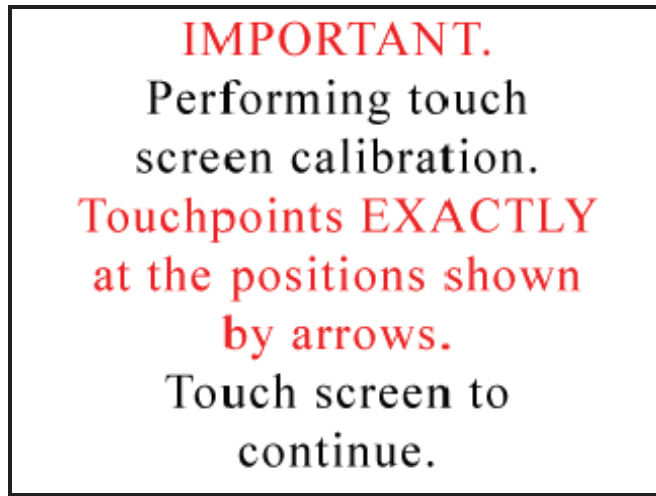 IMPORTANT.
Performing touch
screen calibration.
Touchpoints EXACTLY
at the positions shown
by arrows.
Touch screen to
continue.